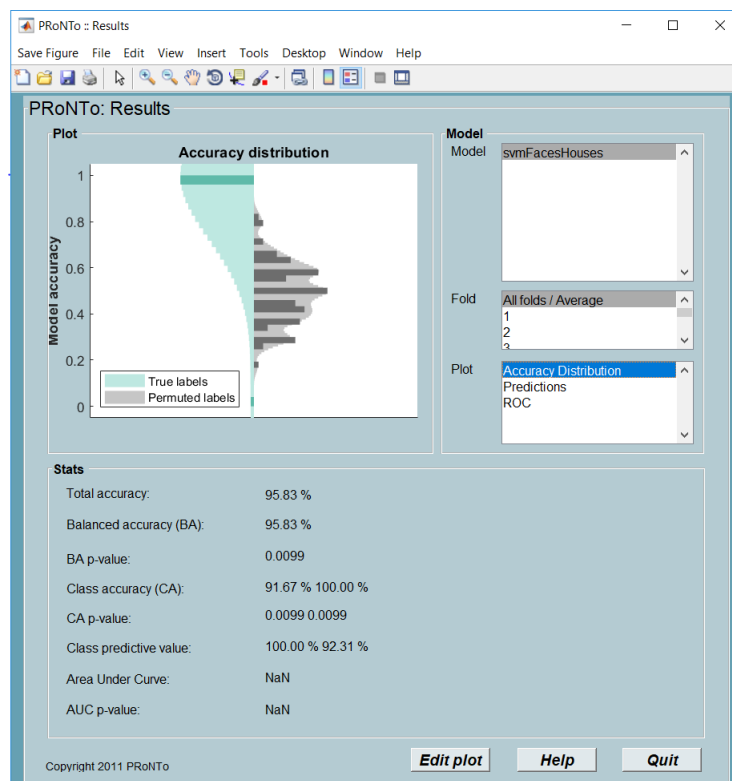 PRoNTo :: Results
Save Figure File Edit View Insert Tools Desktop Window Help
PRoNTo: Results
Plot
Accuracy distribution
Model accuracy
1
0.8
0.6
0.4
0.2
0
True labels
Permuted labels
Model
Model
svmFacesHouses
Fold
All folds / Average
1
2
3
Plot
Accuracy Distribution
Predictions
ROC
Stats
Total accuracy: 95.83 %
Balanced accuracy (BA): 95.83 %
BA p-value: 0.0099
Class accuracy (CA): 91.67 % 100.00 %
CA p-value: 0.0099 0.0099
Class predictive value: 100.00 % 92.31 %
Area Under Curve: NaN
AUC p-value: NaN
Copyright 2011 PRoNTo
Edit plot
Help
Quit